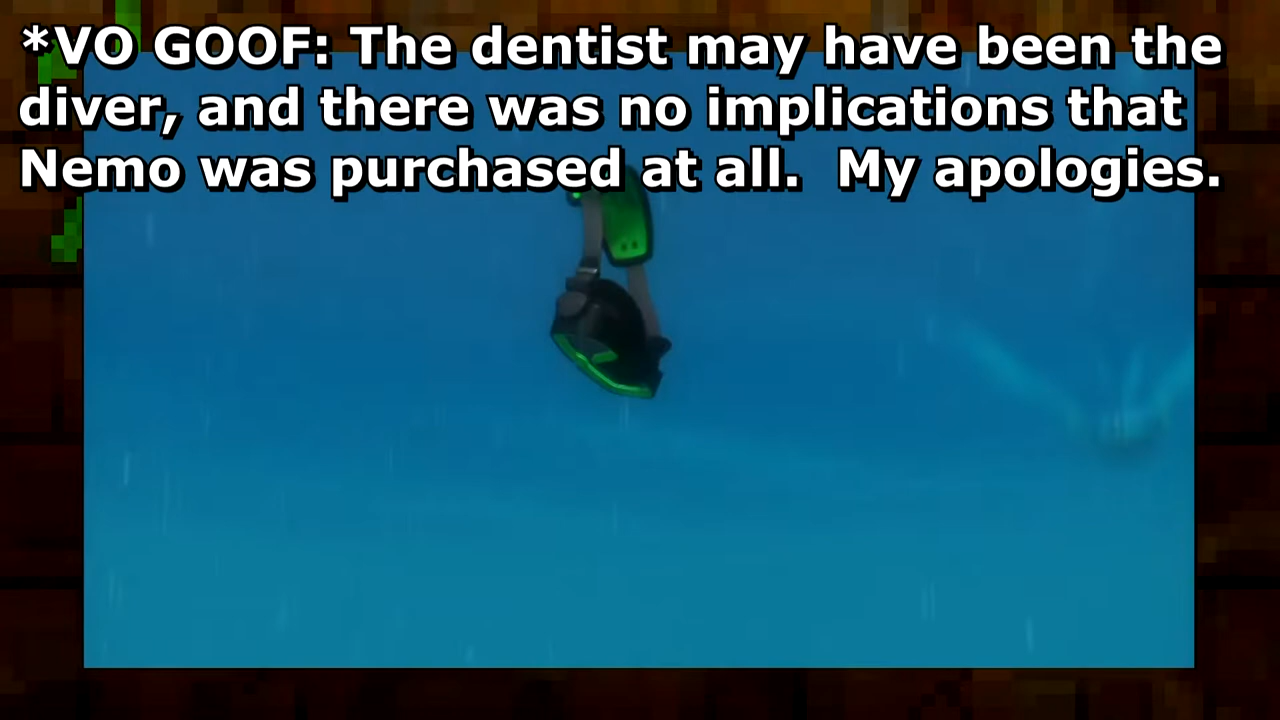 *VO GOOF: The dentist may have been the
diver, and there was no implications that
Nemo was purchased at all.  My apologies.